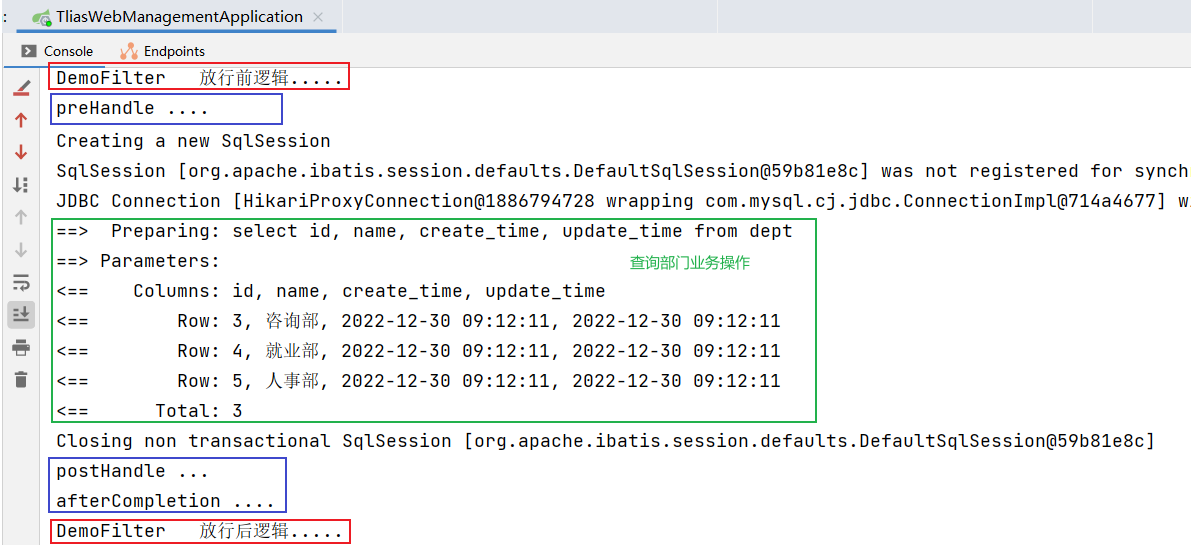 :
TliasWebManagementApplication
Console Endpoints
DemoFilter 放行前逻辑.....
preHandle ....
Creating a new SqlSession
SqlSession [org.apache.ibatis.session.defaults.DefaultSqlSession@59b81e8c] was not registered for synchr
JDBC Connection [HikariProxyConnection@1886794728 wrapping com.mysql.cj.jdbc.ConnectionImpl@714a4677] wi
==>  Preparing: select id, name, create_time, update_time from dept
==> Parameters:
查询部门业务操作
<==    Columns: id, name, create_time, update_time
<==        Row: 3, 咨询部, 2022-12-30 09:12:11, 2022-12-30 09:12:11
<==        Row: 4, 就业部, 2022-12-30 09:12:11, 2022-12-30 09:12:11
<==        Row: 5, 人事部, 2022-12-30 09:12:11, 2022-12-30 09:12:11
<==      Total: 3
Closing non transactional SqlSession [org.apache.ibatis.session.defaults.DefaultSqlSession@59b81e8c]
postHandle ...
afterCompletion ....
DemoFilter 放行后逻辑.....